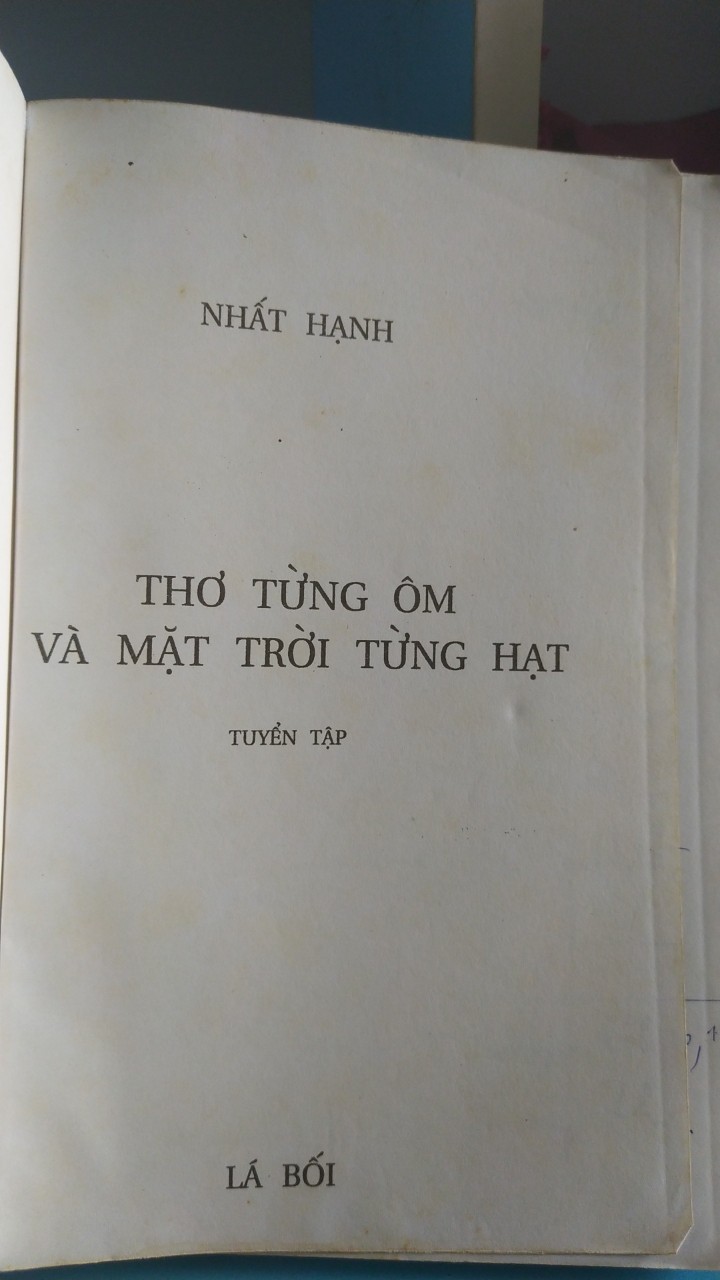 NHẤT HẠNH
THƠ TỪNG ÔM
VÀ MẶT TRỜI TỪNG HẠT
TUYỂN TẬP
LÁ BỐI